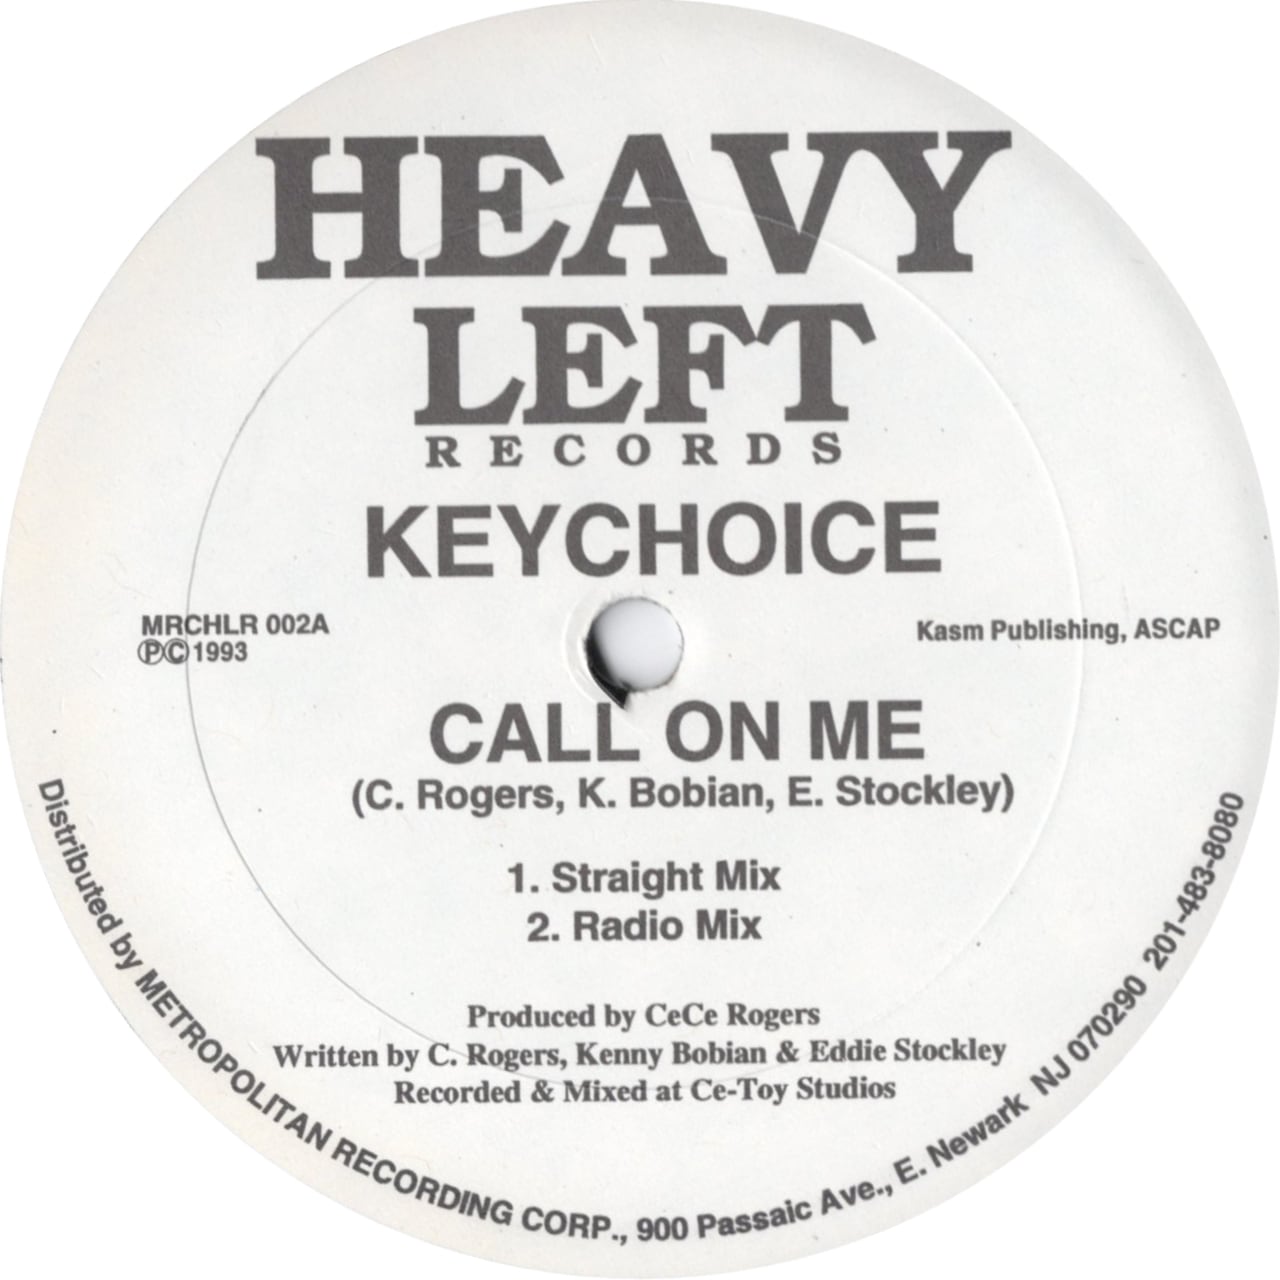 HEAVY
LEFT
RECORDS
KEYCHOICE
MRCHLR 002A
ⓅⒸ1993
Kasm Publishing, ASCAP
CALL ON ME
(C. Rogers, K. Bobian, E. Stockley)
1. Straight Mix
2. Radio Mix
Produced by CeCe Rogers
Written by C. Rogers, Kenny Bobian & Eddie Stockley
Recorded & Mixed at Ce-Toy Studios
Distributed by METROPOLITAN RECORDING CORP., 900 Passaic Ave., E. Newark NJ 070290 201-483-8080